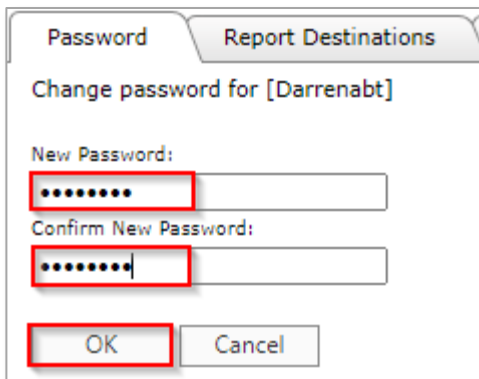 Password Report Destinations
Change password for [Darrenabt]
New Password:
••••••••
Confirm New Password:
••••••••
OK Cancel